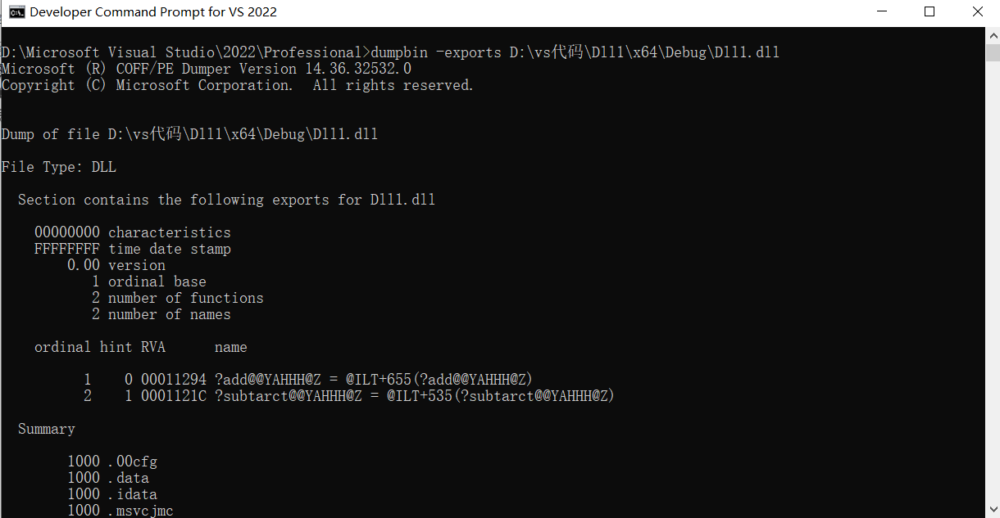 Developer Command Prompt for VS 2022
D:\Microsoft Visual Studio\2022\Professional>dumpbin -exports D:\vs代码\Dll1\x64\Debug\Dll1.dll
Microsoft (R) COFF/PE Dumper Version 14.36.32532.0
Copyright (C) Microsoft Corporation.  All rights reserved.
Dump of file D:\vs代码\Dll1\x64\Debug\Dll1.dll
File Type: DLL
Section contains the following exports for Dll1.dll
00000000 characteristics
FFFFFFFF time date stamp
0.00 version
1 ordinal base
2 number of functions
2 number of names
ordinal hint RVA      name
1    0 00011294 ?add@@YAHHH@Z = @ILT+655(?add@@YAHHH@Z)
2    1 0001121C ?subtarct@@YAHHH@Z = @ILT+535(?subtarct@@YAHHH@Z)
Summary
1000 .00cfg
1000 .data
1000 .idata
1000 .msvcjmc